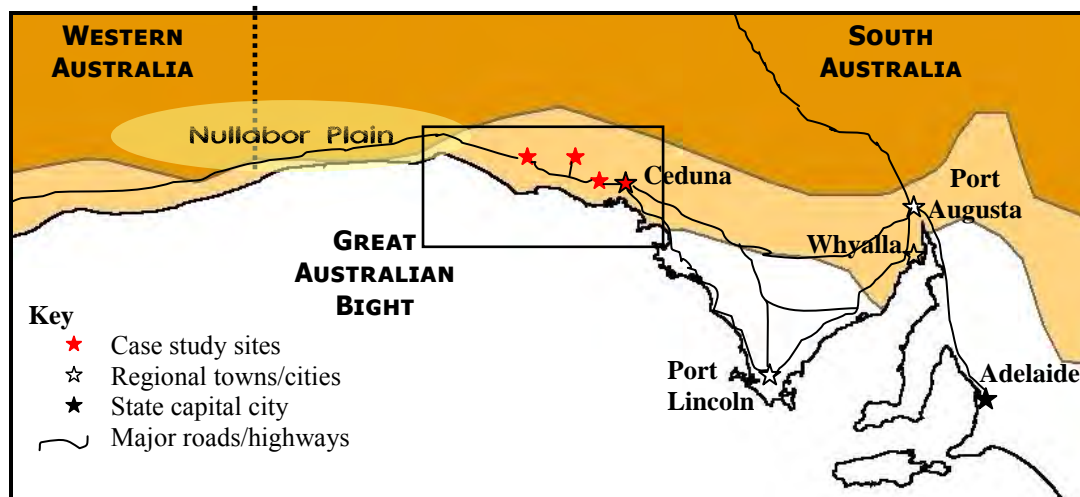 WESTERN
AUSTRALIA
SOUTH
AUSTRALIA
Nullabor Plain
Ceduna
Port
Augusta
Whyalla
GREAT
AUSTRALIAN
BIGHT
Port
Lincoln
Adelaide
Key
Case study sites
Regional towns/cities
State capital city
Major roads/highways